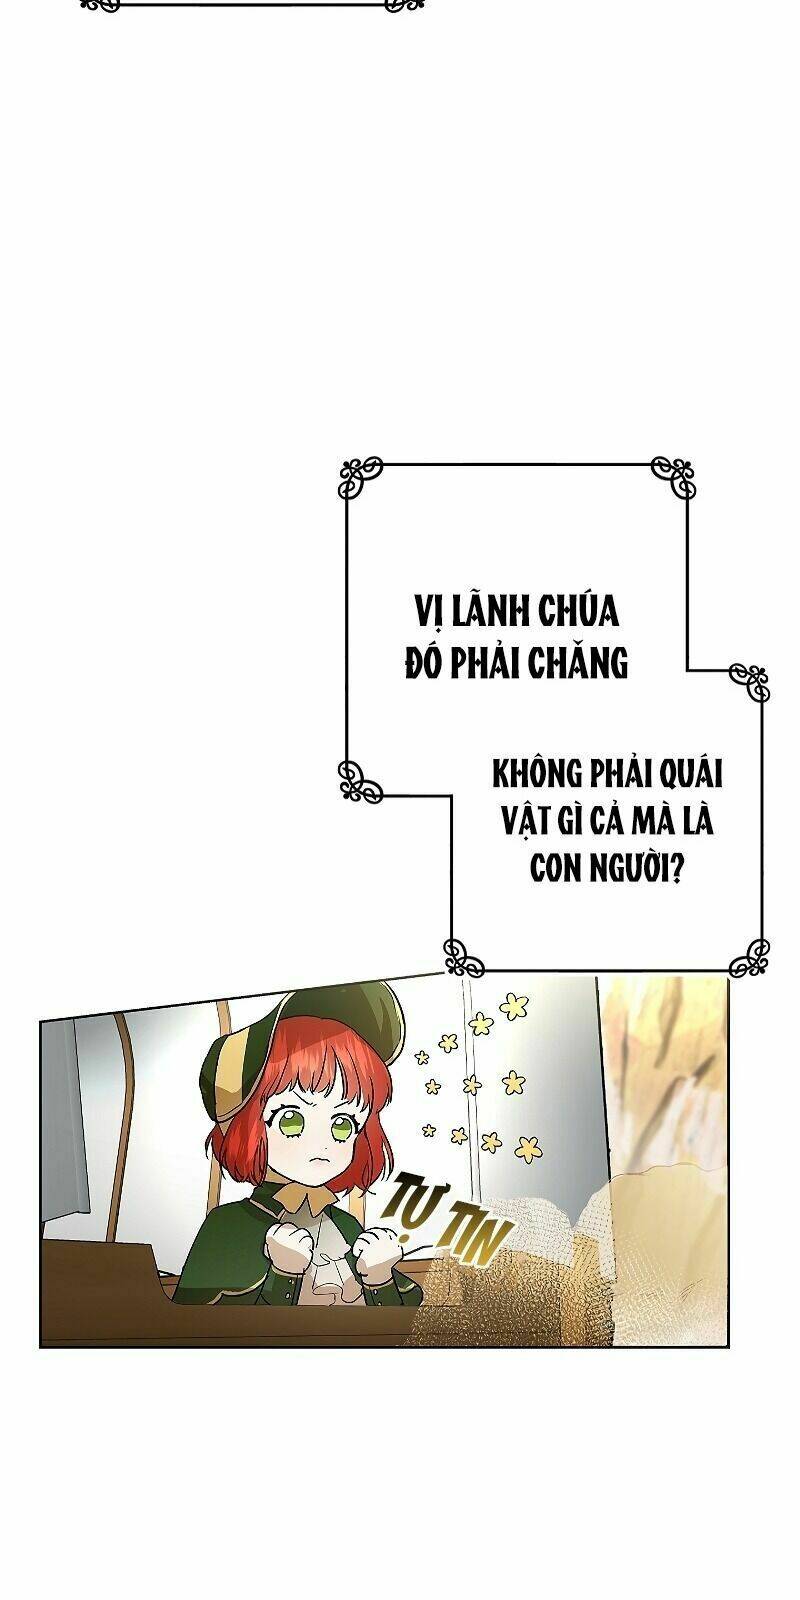 VỊ LÃNH CHÚA
ĐÓ PHẢI CHĂNG
KHÔNG PHẢI QUÁI
VẬT GÌ CẢ MÀ LÀ
CON NGƯỜI?
TỰ TIN